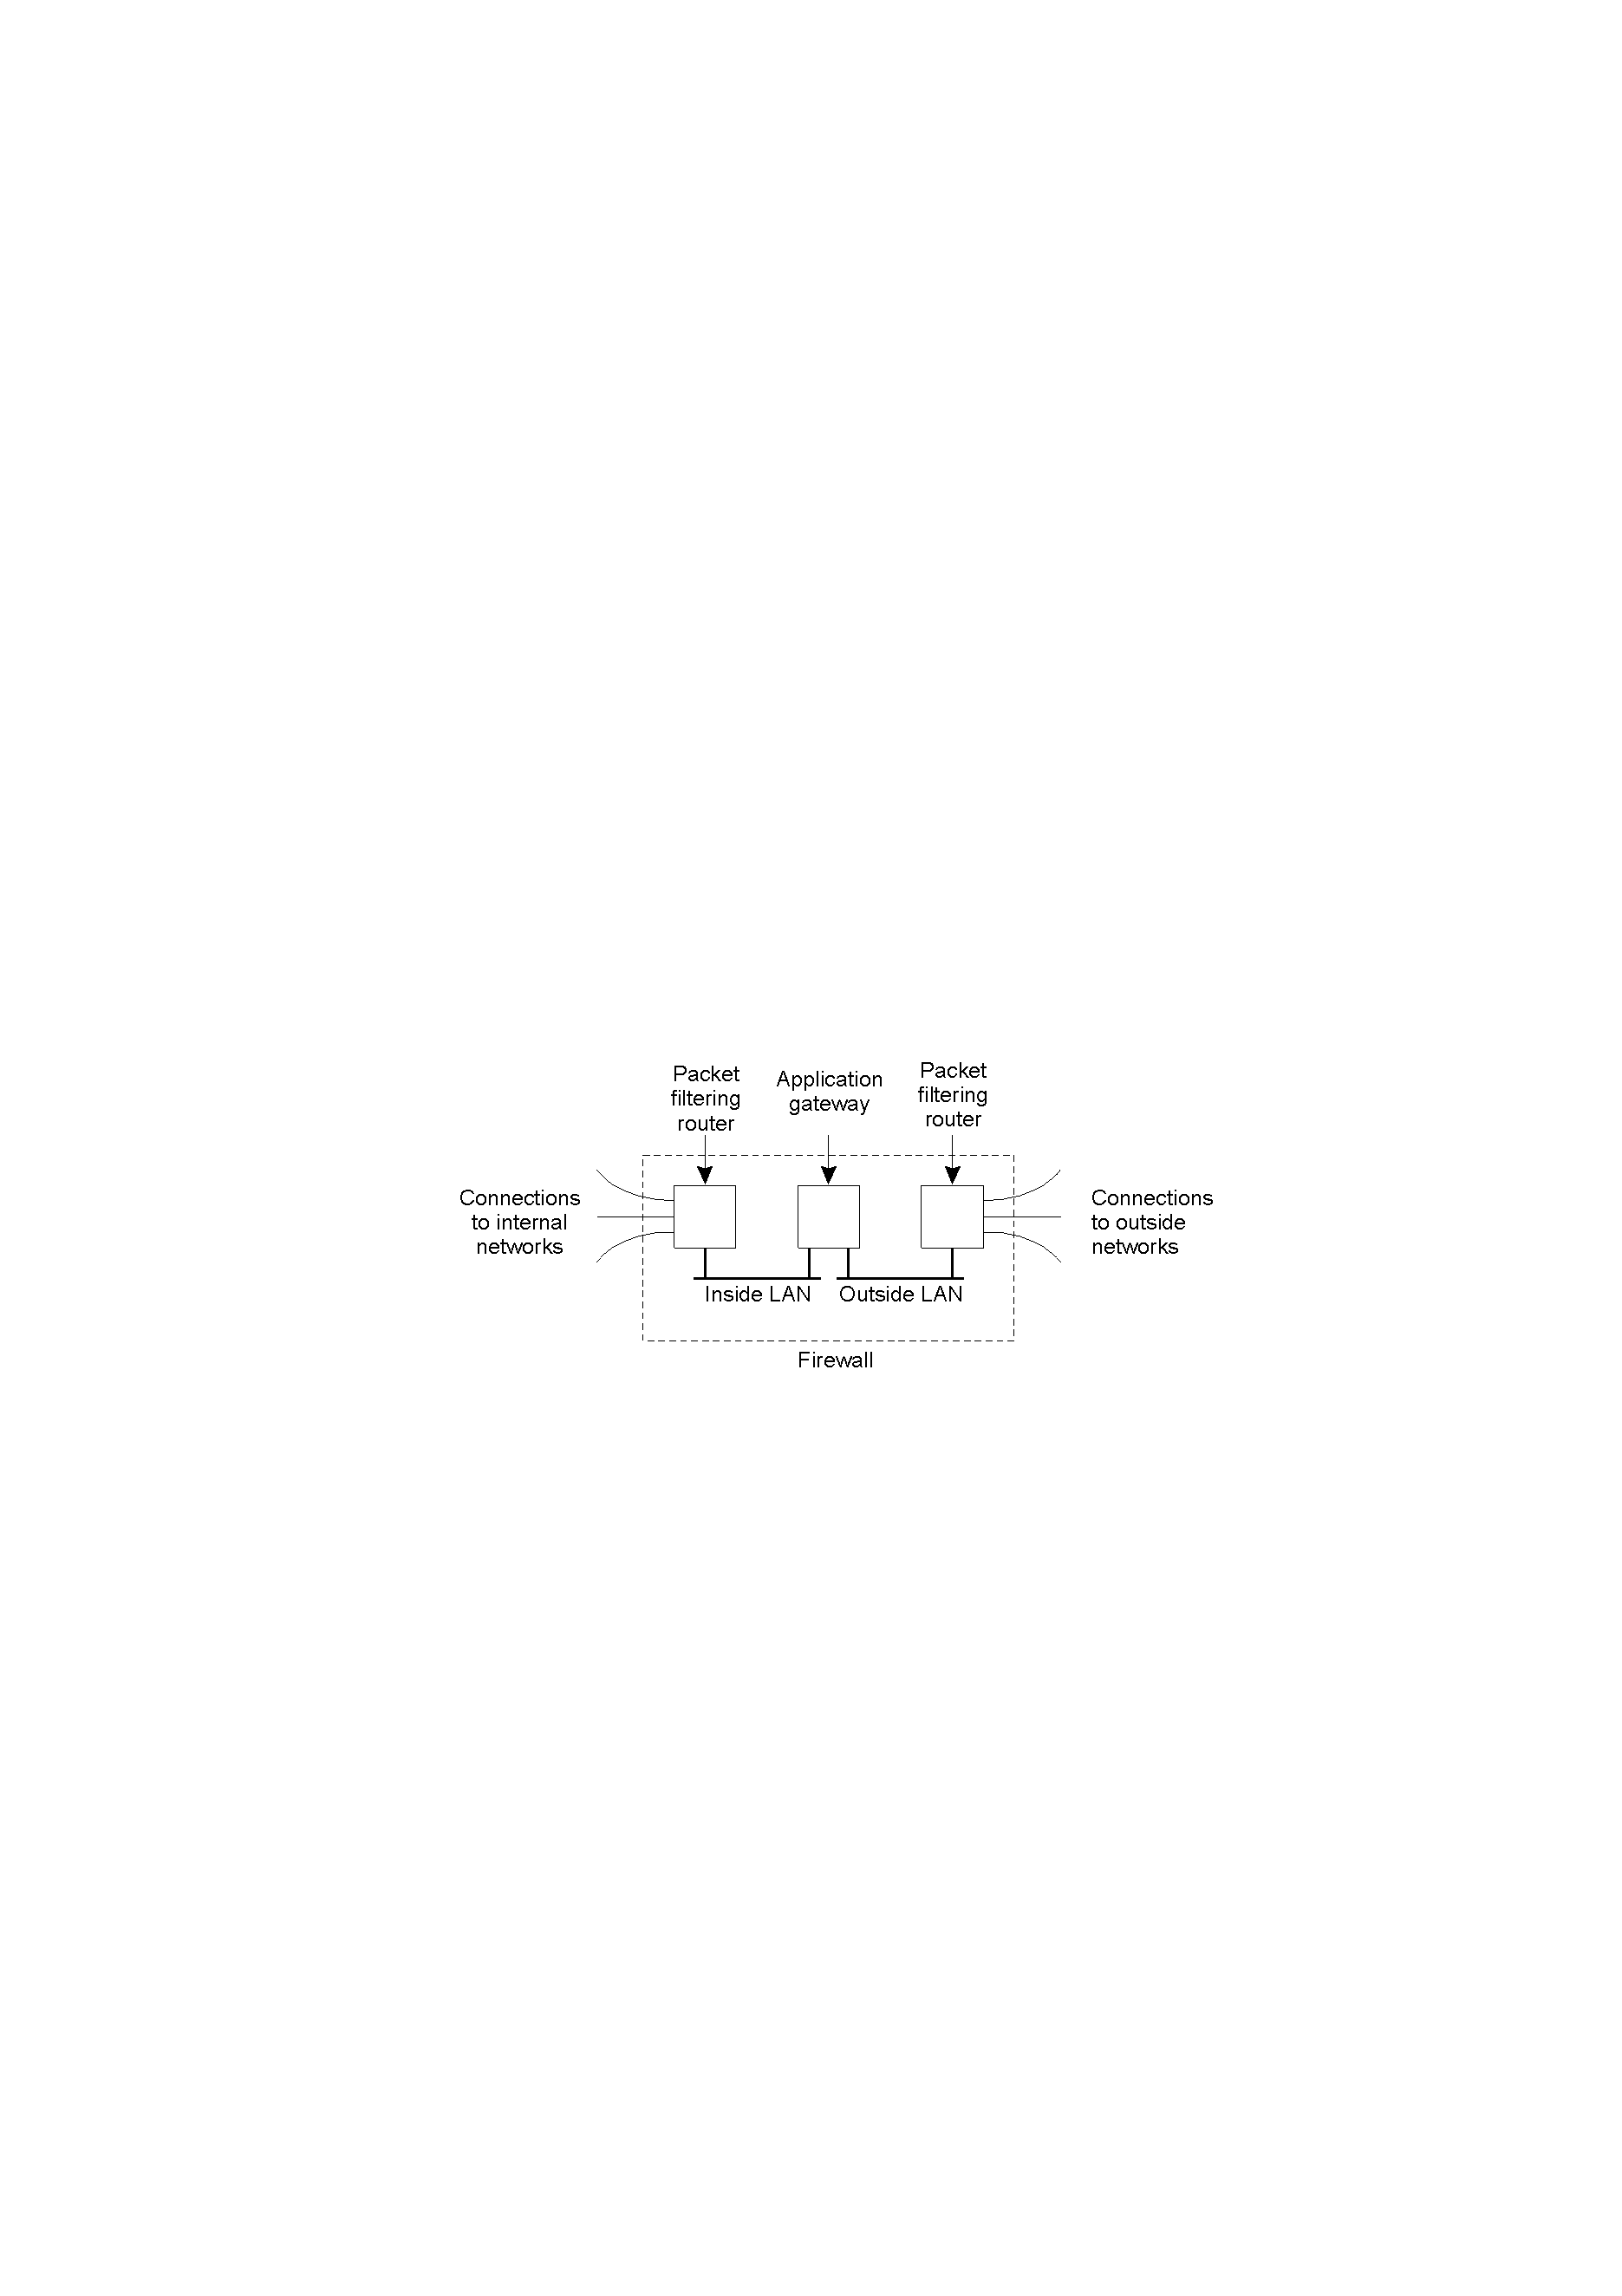 Packet
filtering
router
Application
gateway
Packet
filtering
router
Connections
to internal
networks
Connections
to outside
networks
Inside LAN
Outside LAN
Firewall